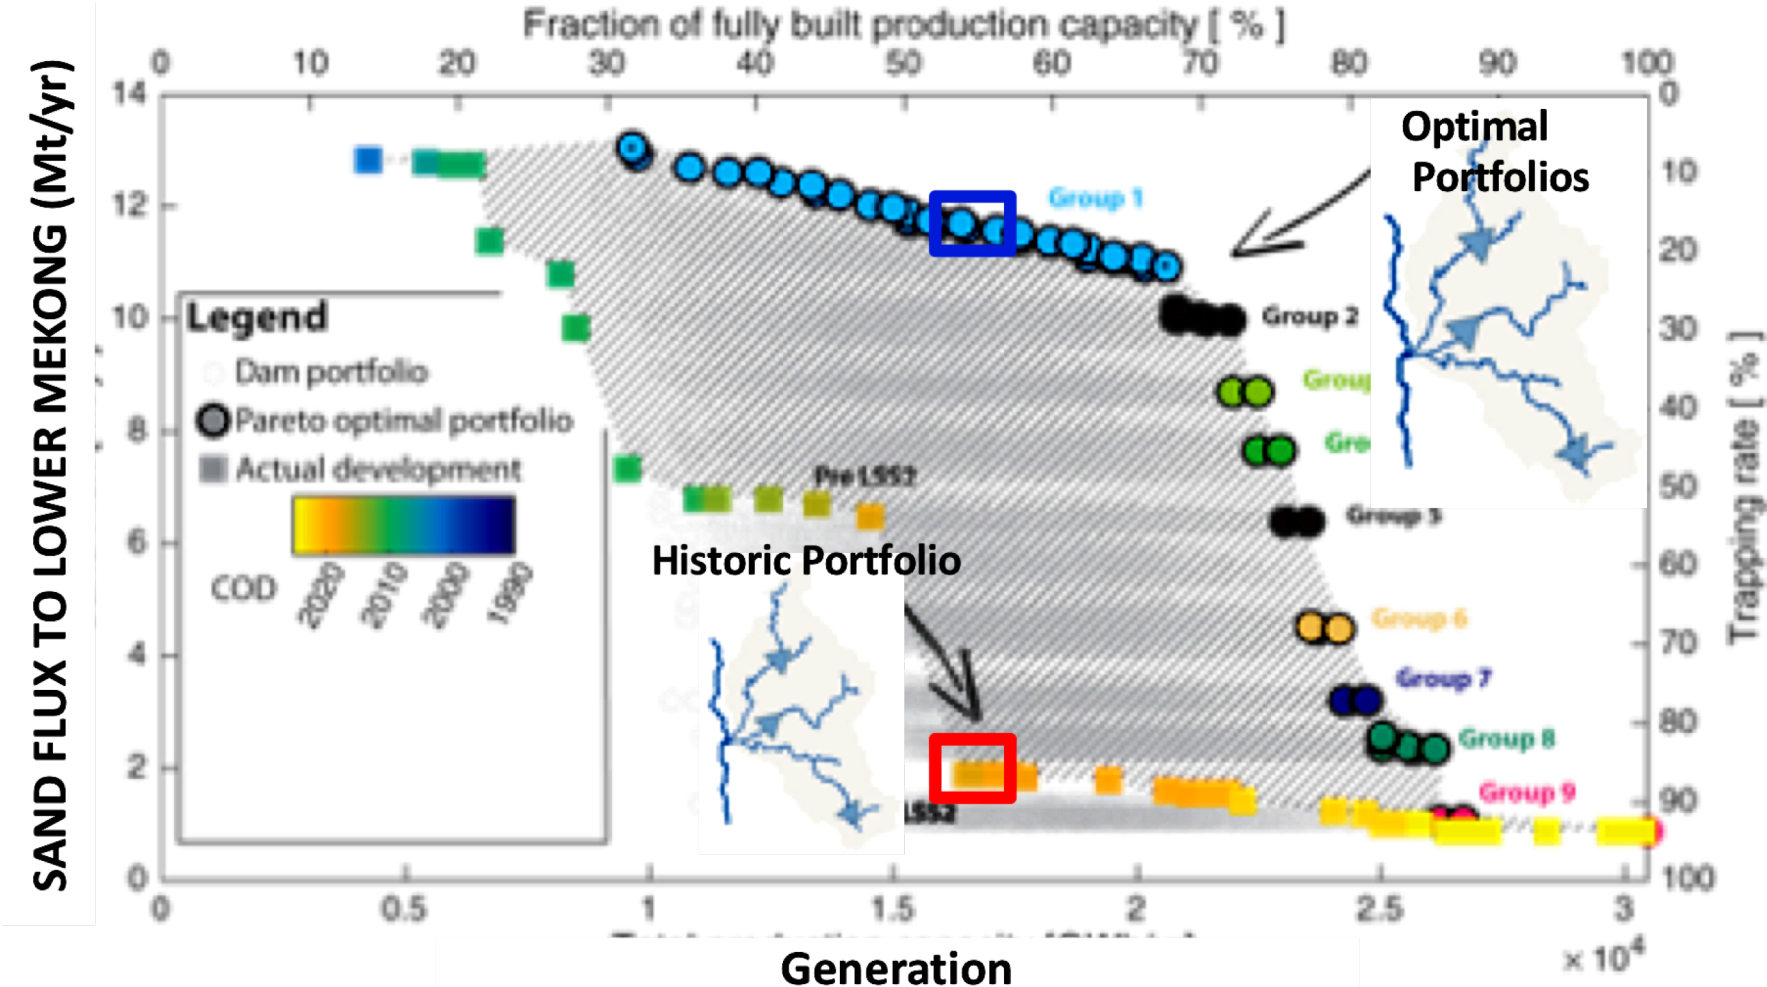 Fraction of fully built production capacity [ % ]
0 10 20 30 40 50 60 70 80 90 100
SAND FLUX TO LOWER MEKONG (Mt/yr)
14
12
10
8
6
4
2
0
0
10
20
30
40
50
60
70
80
90
100
Trapping rate [ % ]
Optimal
Portfolios
Group 1
Group 2
Group
Gro
Group 5
Group 6
Group 7
Group 8
Group 9
Legend
Dam portfolio
Pareto optimal portfolio
Actual development
COD
2020 2010 2000 1990
Pre LSS2
Historic Portfolio
LSS2
0 0.5 1 1.5 2 2.5 3
× 10⁴
Generation